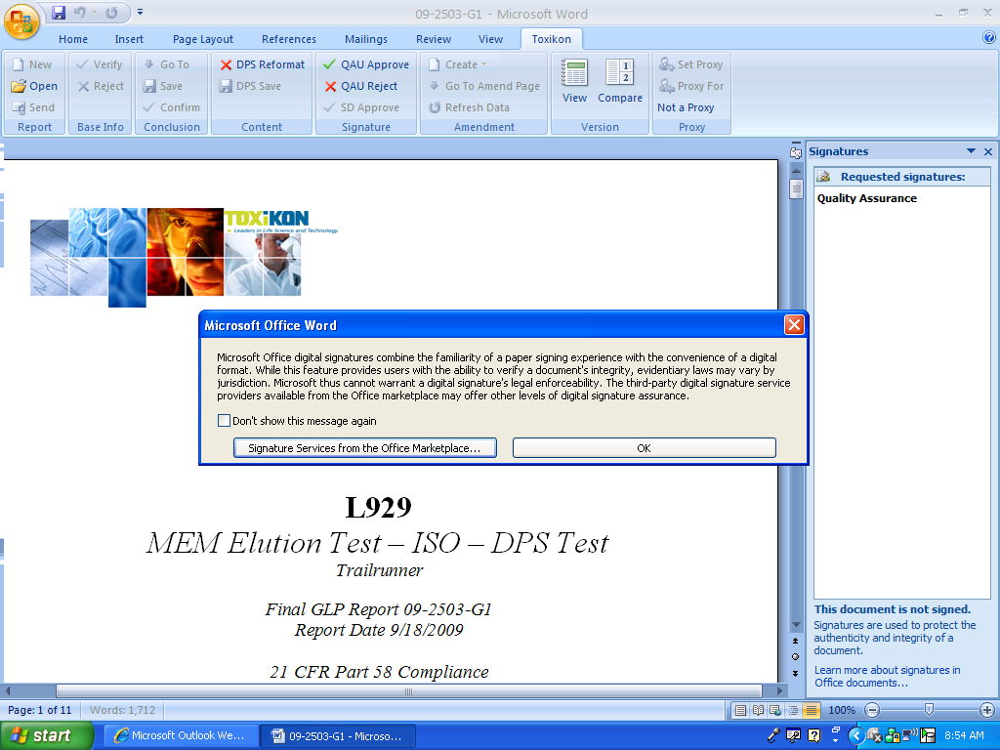 09-2503-G1 - Microsoft Word
Home Insert Page Layout References Mailings Review View Toxikon
New Verify Go To DPS Reformat QAU Approve Create Set Proxy
Open Reject Save DPS Save QAU Reject Go To Amend Page View Compare Proxy For
Send Confirm SD Approve Refresh Data Not a Proxy
Report Base Info Conclusion Content Signature Amendment Version Proxy
Signatures
Requested signatures:
Quality Assurance
TOXiKON
Leaders in Life Science and Technology
Microsoft Office Word
Microsoft Office digital signatures combine the familiarity of a paper signing experience with the convenience of a digital
format. While this feature provides users with the ability to verify a document's integrity, evidentiary laws may vary by
jurisdiction. Microsoft thus cannot warrant a digital signature's legal enforceability. The third-party digital signature service
providers available from the Office marketplace may offer other levels of digital signature assurance.
Don't show this message again
Signature Services from the Office Marketplace... OK
L929
MEM Elution Test – ISO – DPS Test
Trailrunner
Final GLP Report 09-2503-G1
Report Date 9/18/2009
21 CFR Part 58 Compliance
This document is not signed.
Signatures are used to protect the
authenticity and integrity of a
document.
Learn more about signatures in
Office documents...
Page: 1 of 11 Words: 1,712 100%
start Microsoft Outlook We... 09-2503-G1 - Microso... 8:54 AM